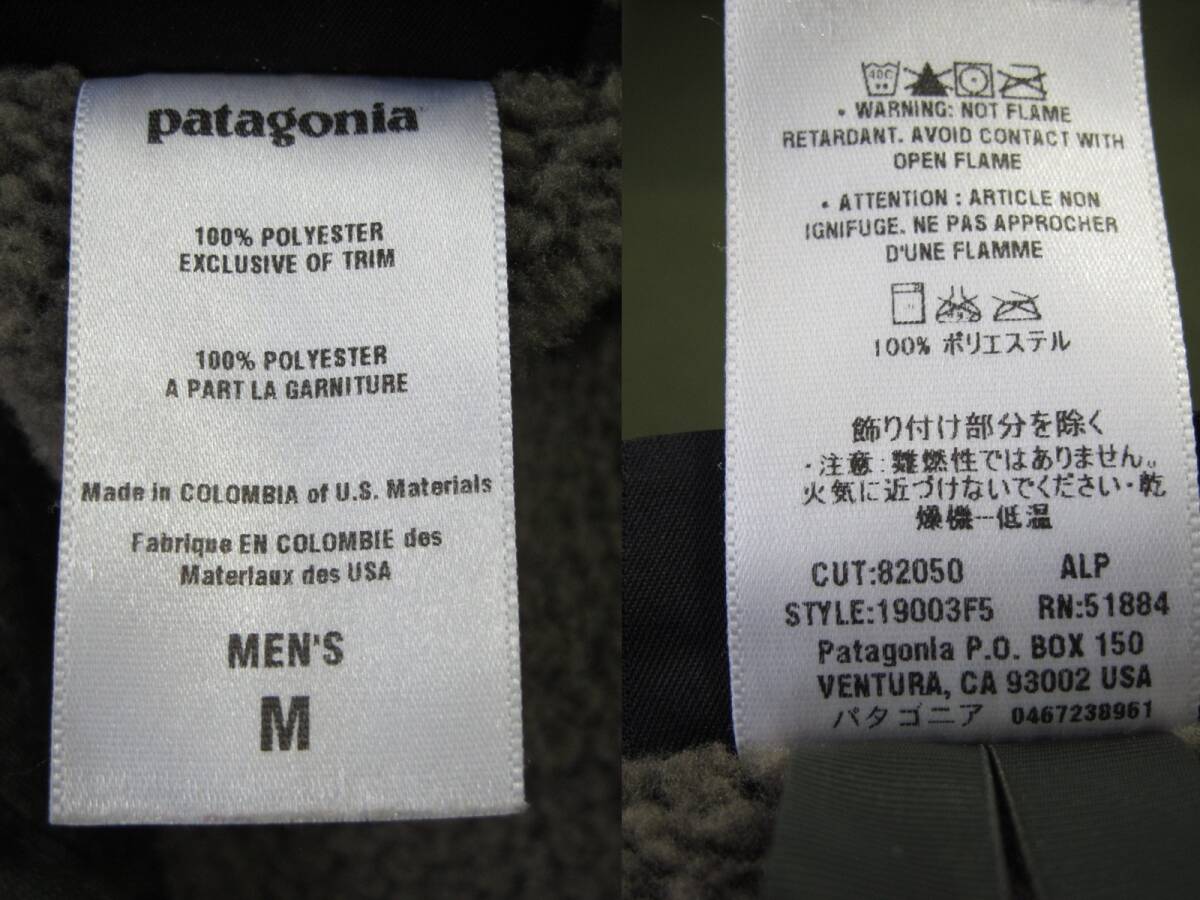 patagonia
100% POLYESTER
EXCLUSIVE OF TRIM
100% POLYESTER
A PART LA GARNITURE
Made in COLOMBIA of U.S. Materials
Fabrique EN COLOMBIE des
Materiaux des USA
MEN'S
M
40C
• WARNING: NOT FLAME
RETARDANT. AVOID CONTACT WITH
OPEN FLAME
• ATTENTION : ARTICLE NON
IGNIFUGE. NE PAS APPROCHER
D'UNE FLAMME
100% ポリエステル
飾り付け部分を除く
・注意:難燃性ではありません。
火気に近づけないでください・乾
燥機ー低温
CUT:82050 ALP
STYLE:19003F5 RN:51884
Patagonia P.O. BOX 150
VENTURA, CA 93002 USA
パタゴニア 0467238961